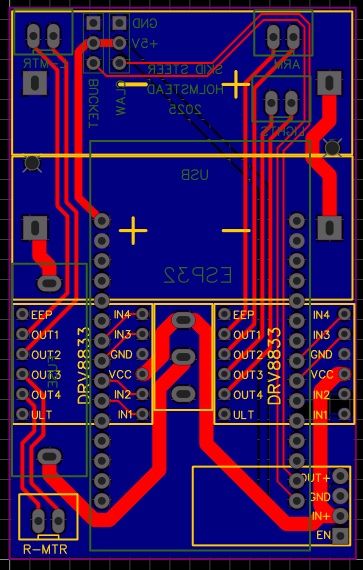 GND
L-MTR
5V+
ARM
SKID STEER
BUCKET
CLAW
HOLMSTEAD
2025
LIGHTS
USB
ESP32
EEP
IN4
EEP
IN4
OUT1
IN3
OUT1
IN3
OUT2
GND
OUT2
GND
OUT3
VCC
OUT3
VCC
OUT4
IN2
OUT4
IN2
ULT
IN1
ULT
IN1
DRV8833
DRV8833
OUT+
GND
IN+
EN
R-MTR